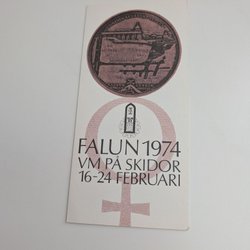 FALUN 1974
VM PÅ SKIDOR
16-24 FEBRUARI